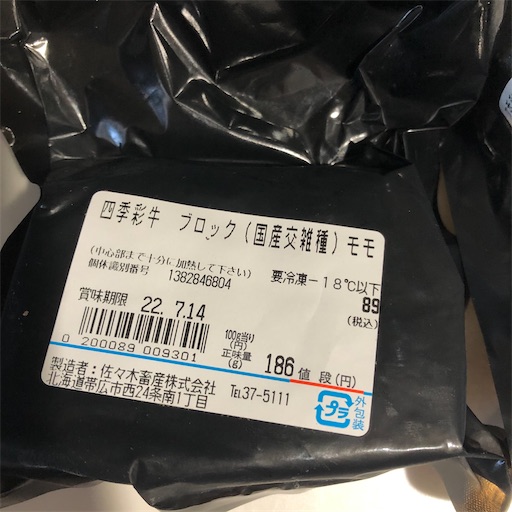 四季彩牛 ブロック(国産交雑種)モモ
(中心部まで十分に加熱して下さい)
個体識別番号 1382846804
要冷凍-18℃以下
89
(税込)
賞味期限 22. 7.14
0 200089 009301
100g当り
(円)
正味量
(g)
186
値 段(円)
製造者:佐々木畜産株式会社
北海道帯広市西24条南1丁目
TEL37-5111
プラ
外包装